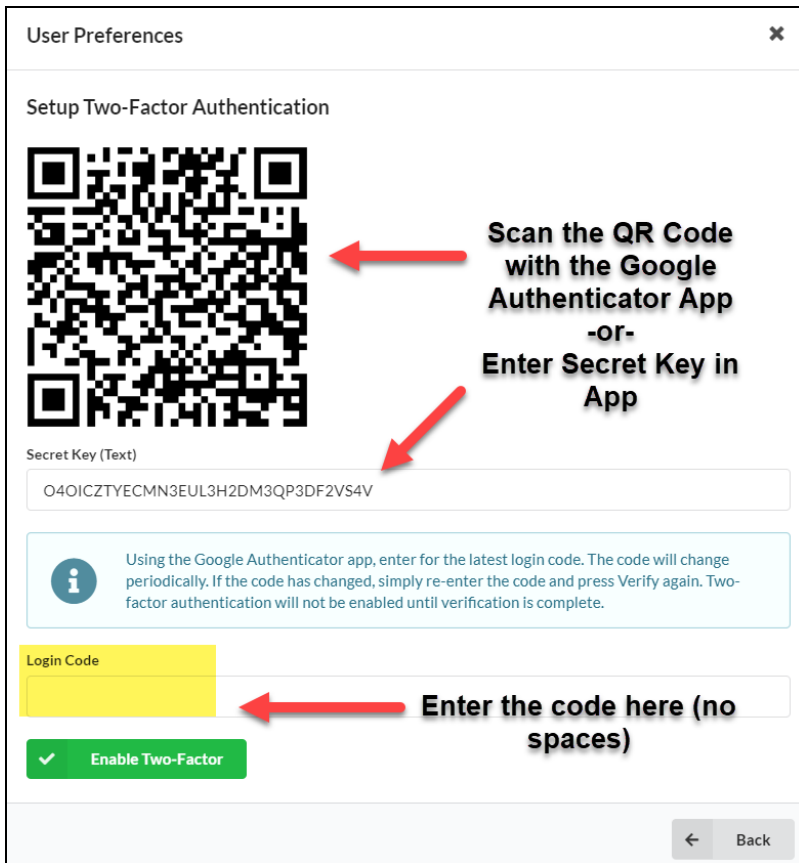 User Preferences
Setup Two-Factor Authentication
Scan the QR Code
with the Google
Authenticator App
-or-
Enter Secret Key in
App
Secret Key (Text)
O4OICZTYECMN3EUL3H2DM3QP3DF2VS4V
Using the Google Authenticator app, enter for the latest login code. The code will change
periodically. If the code has changed, simply re-enter the code and press Verify again. Two-
factor authentication will not be enabled until verification is complete.
Login Code
Enter the code here (no
spaces)
Enable Two-Factor
Back